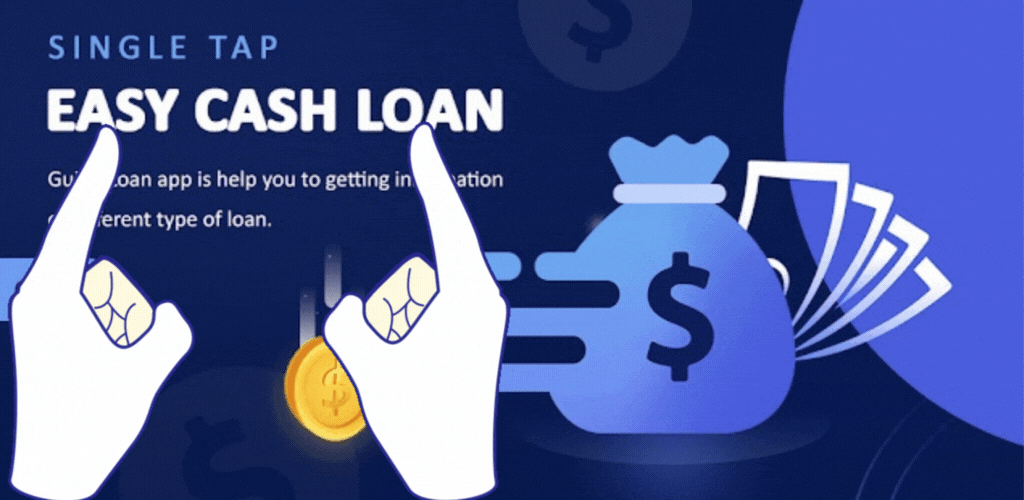 SINGLE TAP
EASY CASH LOAN
Loan app is help you to getting
type of loan.